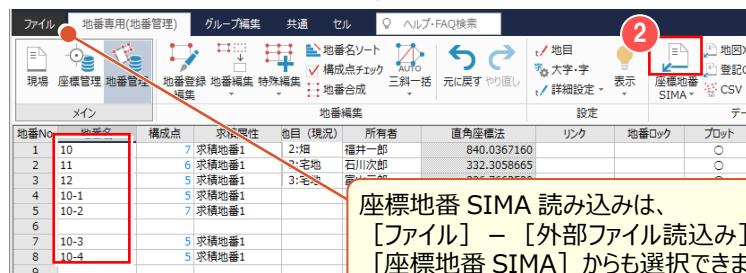 ファイル 地番専用(地番管理) グループ編集 共通 セル ヘルプ・FAQ検索
2
現場 座標管理 地番管理 地番登録 編集 地番編集 特殊編集 地番名ソート 構成点チェック 地番合成 AUTO 三斜一括 元に戻す やり直し 地目 大字・字 詳細設定 表示 座標地番 SIMA 地図X 登記C CSV
メイン 地番編集 設定 デー
地番No 地番名 構成点 求積属性 地目（現況） 所有者 直角座標法 リンク 地番ロック プロット
1 10 7 求積地番1 2:畑 福井一郎 840.0367160 ○
2 11 6 求積地番1 3:宅地 石川次郎 332.3058665 ○
3 12 5 求積地番1 3:宅地
4 10-1 5 求積地番1
5 10-2 7 求積地番1
6
7 10-3 5 求積地番1
8 10-4 5 求積地番1
9
座標地番 SIMA 読み込みは、
［ファイル］－［外部ファイル読込み］
［座標地番 SIMA］からも選択できま